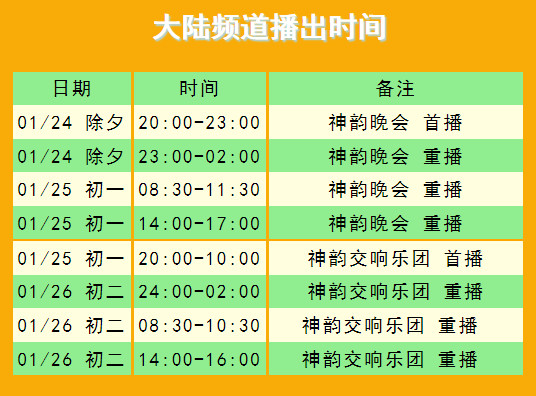 大陆频道播出时间
日期 时间 备注
01/24 除夕 20:00-23:00 神韵晚会 首播
01/24 除夕 23:00-02:00 神韵晚会 重播
01/25 初一 08:30-11:30 神韵晚会 重播
01/25 初一 14:00-17:00 神韵晚会 重播
01/25 初一 20:00-10:00 神韵交响乐团 首播
01/26 初二 24:00-02:00 神韵交响乐团 重播
01/26 初二 08:30-10:30 神韵交响乐团 重播
01/26 初二 14:00-16:00 神韵交响乐团 重播